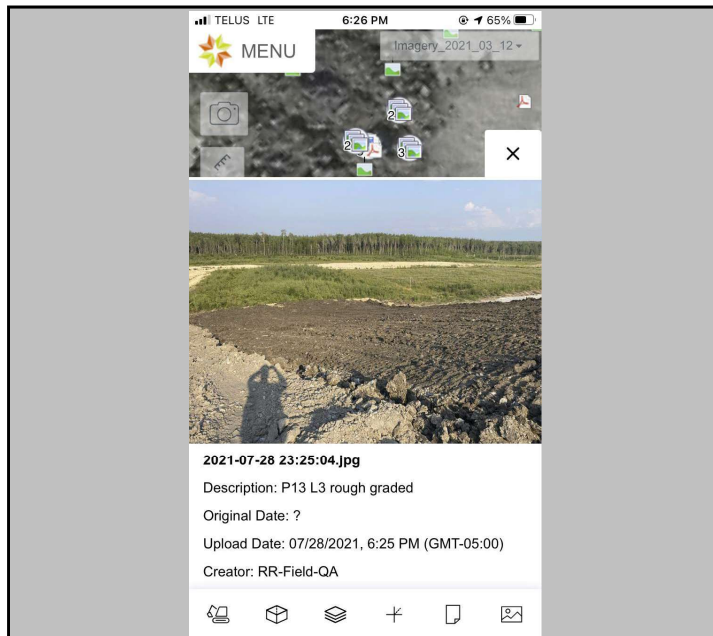 TELUS LTE 6:26 PM 65%
MENU
Imagery_2021_03_12
2
2
3
2021-07-28 23:25:04.jpg
Description: P13 L3 rough graded
Original Date: ?
Upload Date: 07/28/2021, 6:25 PM (GMT-05:00)
Creator: RR-Field-QA